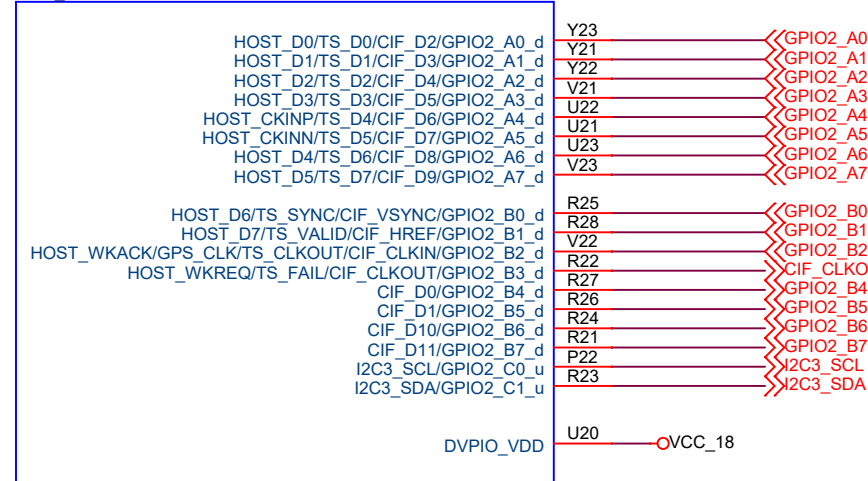 HOST_D0/TS_D0/CIF_D2/GPIO2_A0_d Y23 GPIO2_A0
HOST_D1/TS_D1/CIF_D3/GPIO2_A1_d Y21 GPIO2_A1
HOST_D2/TS_D2/CIF_D4/GPIO2_A2_d Y22 GPIO2_A2
HOST_D3/TS_D3/CIF_D5/GPIO2_A3_d V21 GPIO2_A3
HOST_CKINP/TS_D4/CIF_D6/GPIO2_A4_d U22 GPIO2_A4
HOST_CKINN/TS_D5/CIF_D7/GPIO2_A5_d U21 GPIO2_A5
HOST_D4/TS_D6/CIF_D8/GPIO2_A6_d U23 GPIO2_A6
HOST_D5/TS_D7/CIF_D9/GPIO2_A7_d V23 GPIO2_A7
HOST_D6/TS_SYNC/CIF_VSYNC/GPIO2_B0_d R25 GPIO2_B0
HOST_D7/TS_VALID/CIF_HREF/GPIO2_B1_d R28 GPIO2_B1
HOST_WKACK/GPS_CLK/TS_CLKOUT/CIF_CLKIN/GPIO2_B2_d V22 GPIO2_B2
HOST_WKREQ/TS_FAIL/CIF_CLKOUT/GPIO2_B3_d R22 CIF_CLKO
CIF_D0/GPIO2_B4_d R27 GPIO2_B4
CIF_D1/GPIO2_B5_d R26 GPIO2_B5
CIF_D10/GPIO2_B6_d R24 GPIO2_B6
CIF_D11/GPIO2_B7_d R21 GPIO2_B7
I2C3_SCL/GPIO2_C0_u P22 I2C3_SCL
I2C3_SDA/GPIO2_C1_u R23 I2C3_SDA
DVPIO_VDD U20 VCC_18